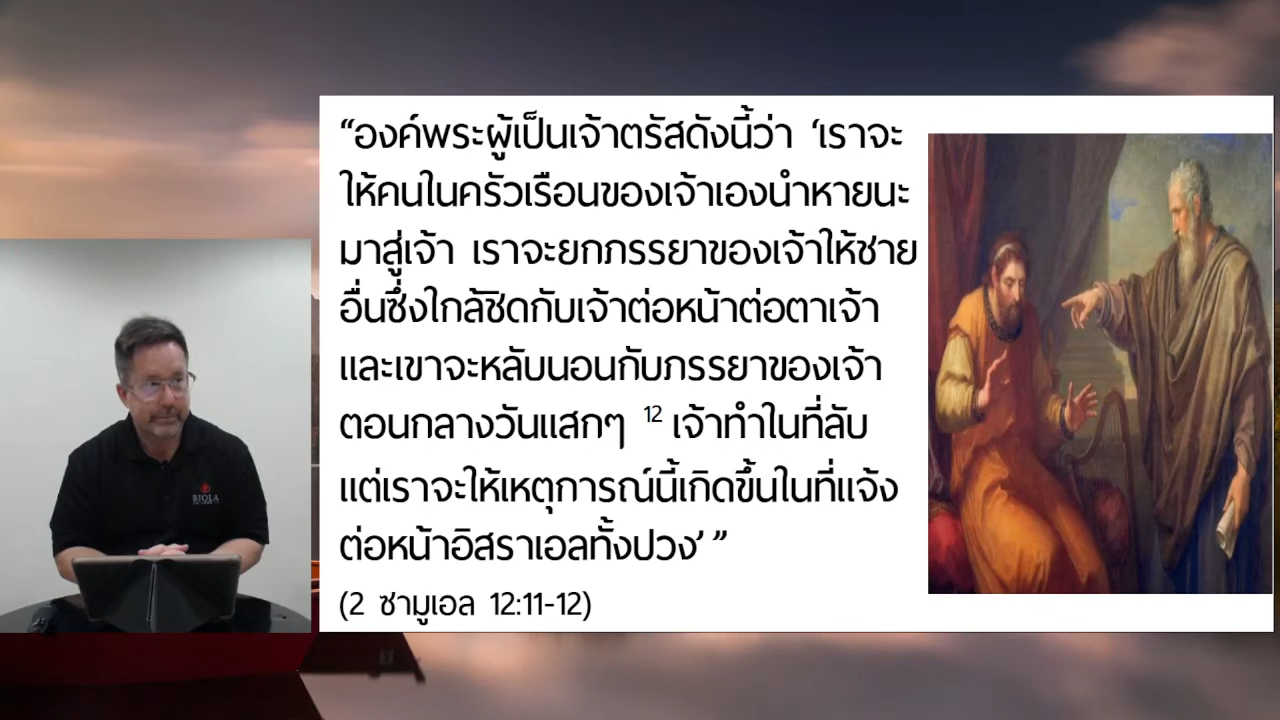 “องค์พระผู้เป็นเจ้าตรัสดังนี้ว่า ‘เราจะ
ให้คนในครัวเรือนของเจ้าเองนำหายนะ
มาสู่เจ้า เราจะยกภรรยาของเจ้าให้ชาย
อื่นซึ่งใกล้ชิดกับเจ้าต่อหน้าต่อตาเจ้า
และเขาจะหลับนอนกับภรรยาของเจ้า
ตอนกลางวันแสกๆ 12 เจ้าทำในที่ลับ
แต่เราจะให้เหตุการณ์นี้เกิดขึ้นในที่แจ้ง
ต่อหน้าอิสราเอลทั้งปวง’ ”
(2 ซามูเอล 12:11-12)
BIOLA